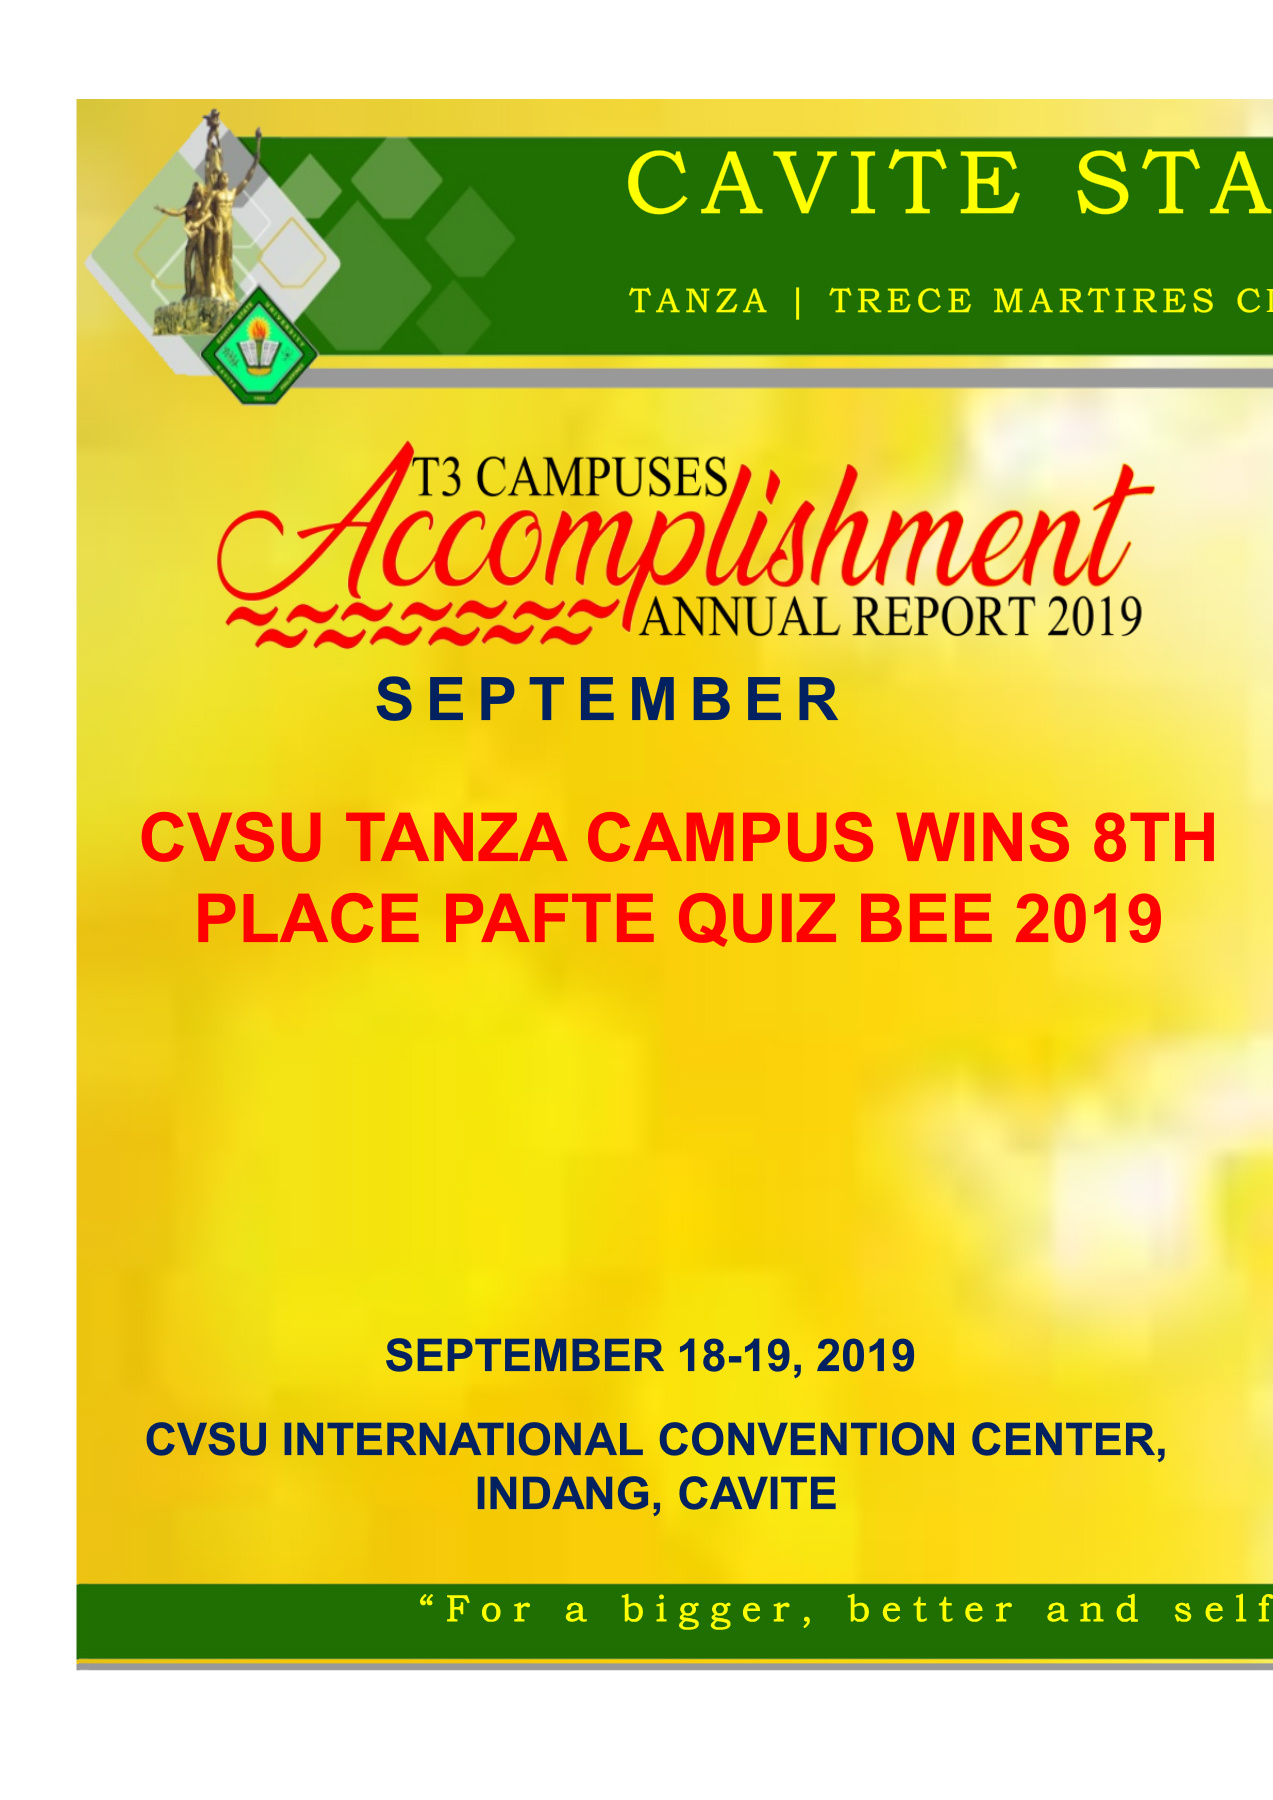 CAVITE STA
TANZA | TRECE MARTIRES CI
T3 CAMPUSES
Accomplishment
ANNUAL REPORT 2019
SEPTEMBER
CVSU TANZA CAMPUS WINS 8TH
PLACE PAFTE QUIZ BEE 2019
SEPTEMBER 18-19, 2019
CVSU INTERNATIONAL CONVENTION CENTER,
INDANG, CAVITE
“For a bigger, better and self